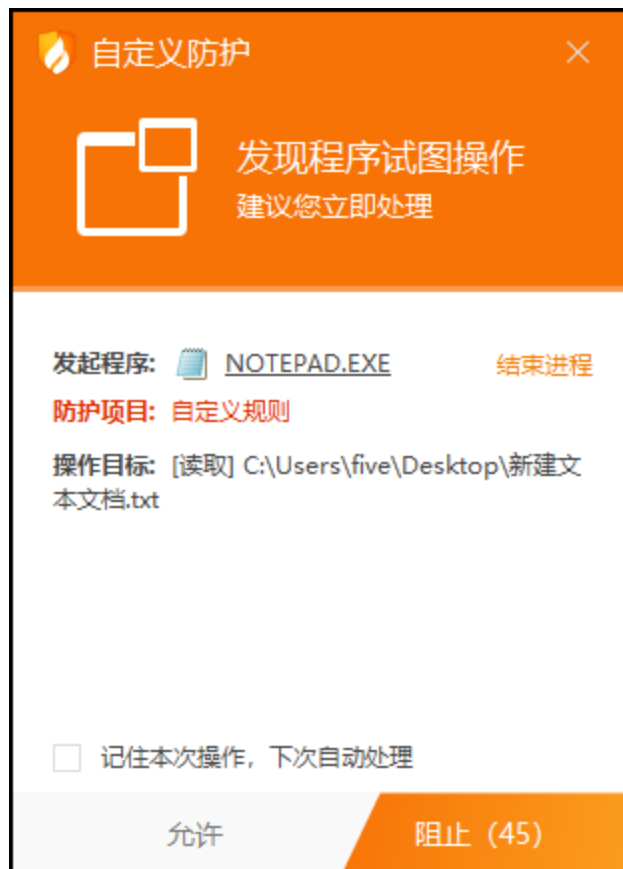 自定义防护
发现程序试图操作
建议您立即处理
发起程序: NOTEPAD.EXE 结束进程
防护项目: 自定义规则
操作目标: [读取] C:\Users\five\Desktop\新建文
本文档.txt
记住本次操作，下次自动处理
允许 阻止（45）